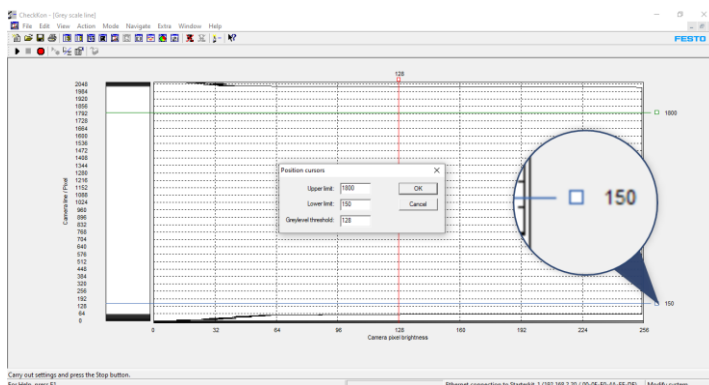 CheckKon - [Grey scale line]
File Edit View Action Mode Navigate Extra Window Help
FESTO
128
2048
1984
1920
1856
1792
1728
1664
1600
1536
1472
1408
1344
1280
1216
1152
1088
1024
960
896
832
768
704
640
576
512
448
384
320
256
192
128
64
0
Camera line / Pixel
1800
150
Position cursors
Upper limit: 1800
OK
Lower limit: 150
Cancel
Greylevel threshold: 128
150
0 32 64 96 128 160 192 224 256
Camera pixel brightness
Carry out settings and press the Stop button.
For Help, press F1
Modify system